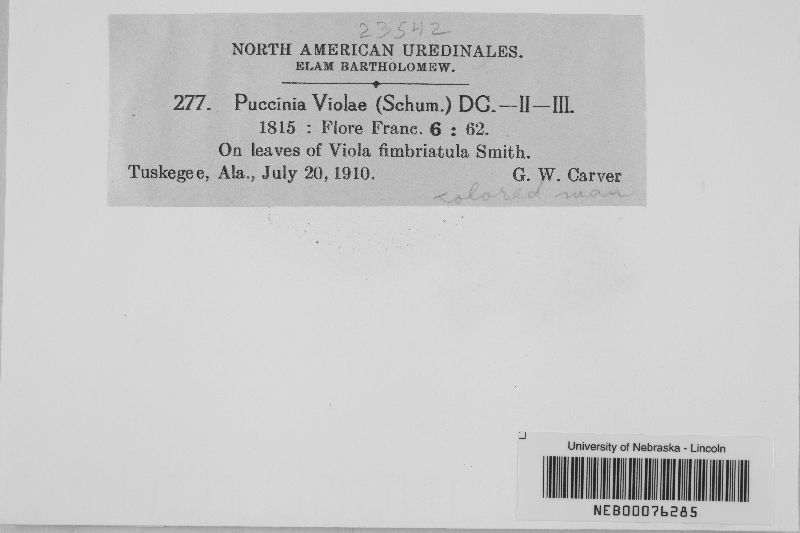 23542
NORTH AMERICAN UREDINALES.
ELAM BARTHOLOMEW.
277. Puccinia Violae (Schum.) DC.—II—III.
1815 : Flore Franc. 6 : 62.
On leaves of Viola fimbriatula Smith.
Tuskegee, Ala., July 20, 1910. G. W. Carver
colored man
University of Nebraska - Lincoln
NEB00076285